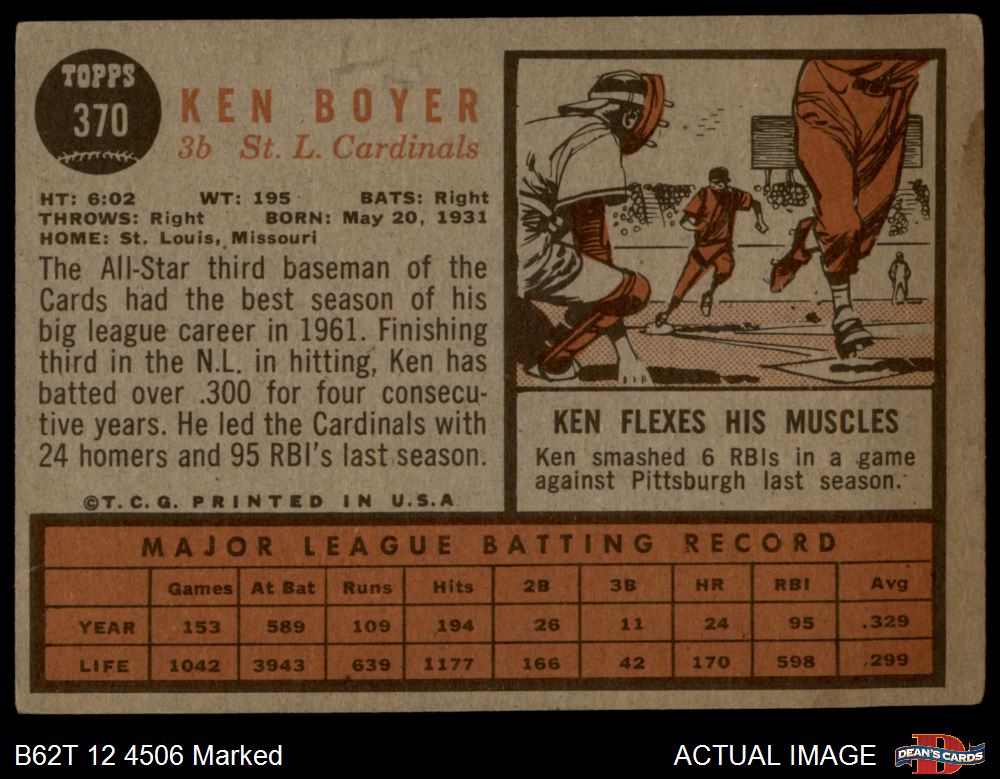 TOPPS
370
KEN BOYER
3b St. L. Cardinals
HT: 6:02 WT: 195 BATS: Right
THROWS: Right BORN: May 20, 1931
HOME: St. Louis, Missouri
The All-Star third baseman of the
Cards had the best season of his
big league career in 1961. Finishing
third in the N.L. in hitting, Ken has
batted over .300 for four consecu-
tive years. He led the Cardinals with
24 homers and 95 RBI's last season.
©T.C.G. PRINTED IN U.S.A
KEN FLEXES HIS MUSCLES
Ken smashed 6 RBIs in a game
against Pittsburgh last season.
MAJOR LEAGUE BATTING RECORD
Games At Bat Runs Hits 2B 3B HR RBI Avg
YEAR 153 589 109 194 26 11 24 95 .329
LIFE 1042 3943 639 1177 166 42 170 598 .299
B62T 12 4506 Marked
ACTUAL IMAGE
DEAN'S CARDS